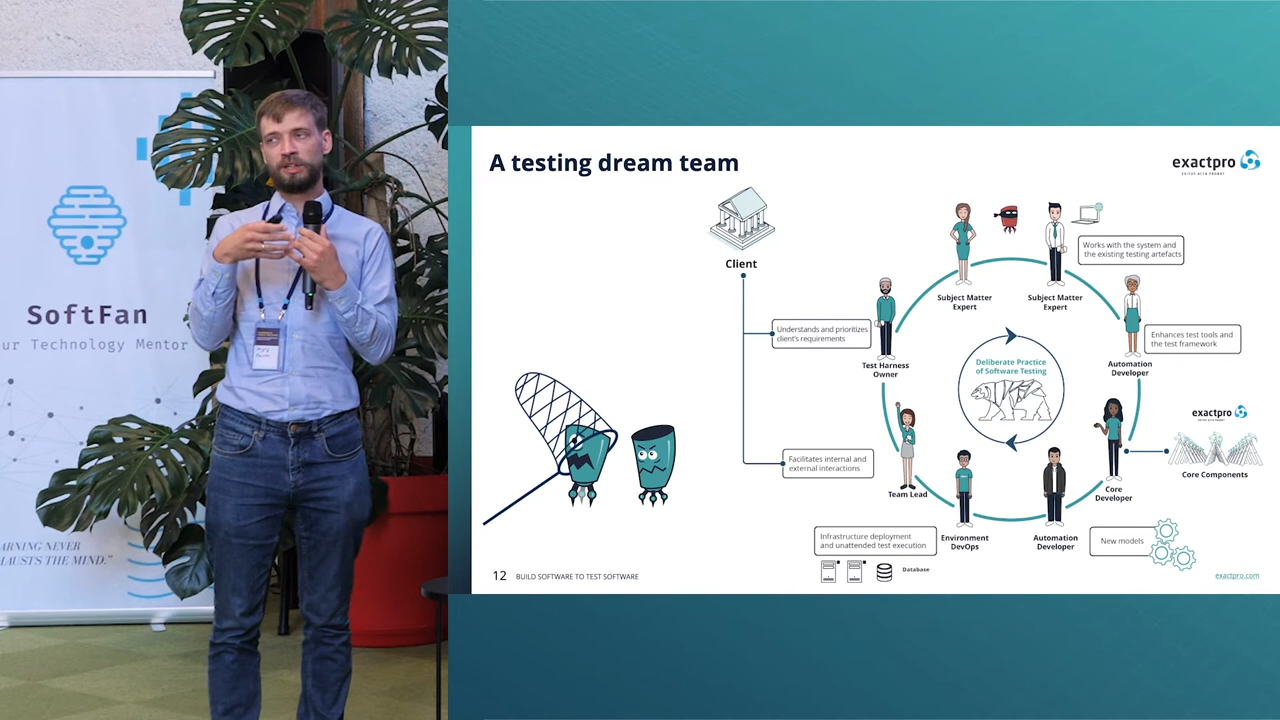 SoftFan
ur Technology Mentor
ARNING NEVER
HAUSTS THE MIND."
A testing dream team
exactpro
EXITUS ACTA PROBAT
Client
Understands and prioritizes
client's requirements
Facilitates internal and
external interactions
Subject Matter
Expert
Subject Matter
Expert
Works with the system and
the existing testing artefacts
Enhances test tools and
the test framework
Test Harness
Owner
Automation
Developer
Deliberate Practice
of Software Testing
exactpro
Core Components
Team Lead
Core
Developer
Environment
DevOps
Automation
Developer
Infrastructure deployment
and unattended test execution
New models
Database
12 BUILD SOFTWARE TO TEST SOFTWARE
exactpro.com